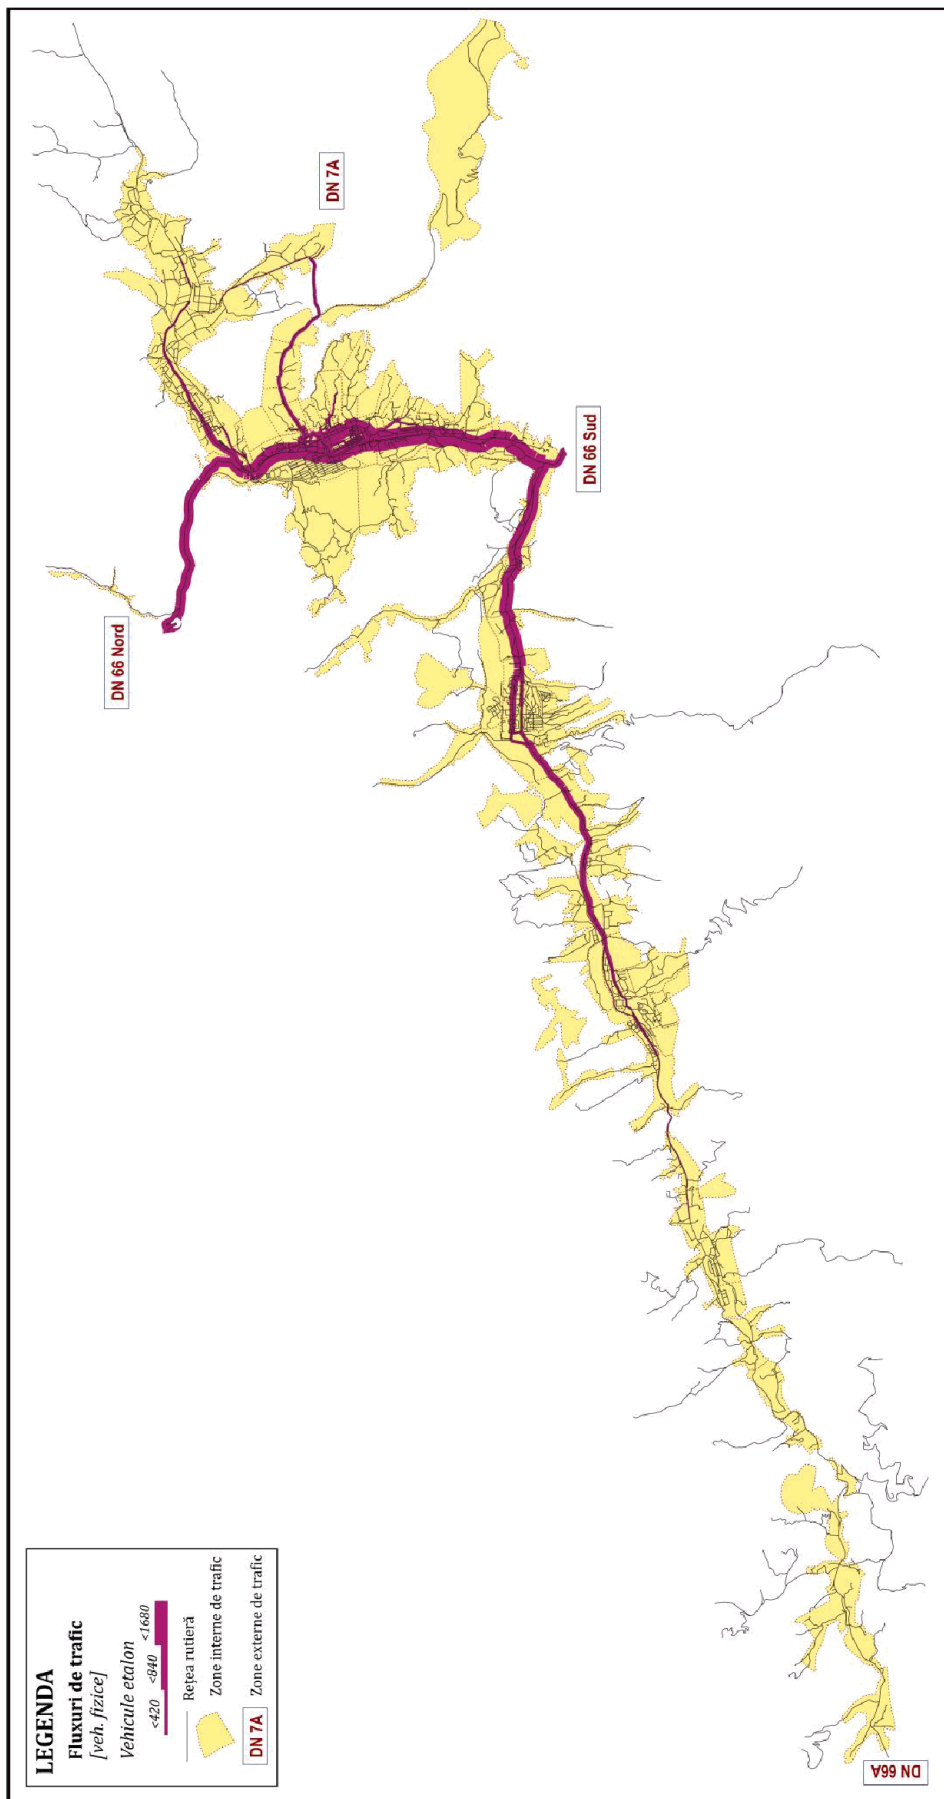 DN 7A
DN 66 Sud
DN 66 Nord
DN 66A
LEGENDA
Fluxuri de trafic
[veh. fizice]
Vehicule etalon
<420 <840 <1680
Rețea rutieră
Zone interne de trafic
DN 7A Zone externe de trafic